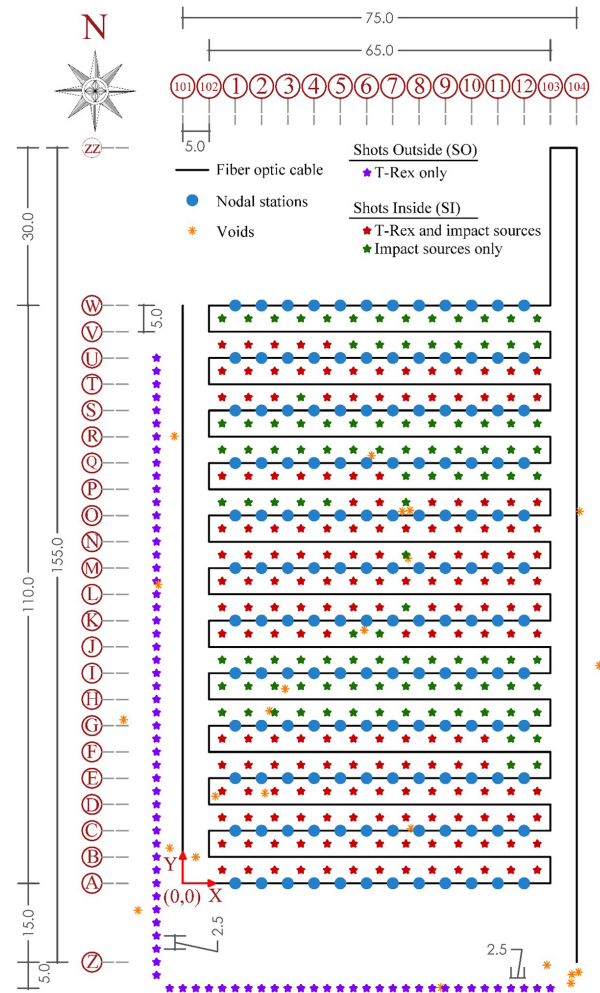 75.0
N
65.0
101 102 1 2 3 4 5 6 7 8 9 10 11 12 103 104
5.0
ZZ
Shots Outside (SO)
Fiber optic cable
T-Rex only
Nodal stations
Shots Inside (SI)
Voids
T-Rex and impact sources
Impact sources only
30.0
W
5.0
V
U
T
S
R
Q
P
O
155.0
N
M
110.0
L
K
J
I
H
G
F
E
D
C
B
Y
A
(0,0) X
15.0
2.5
2.5
Z
5.0